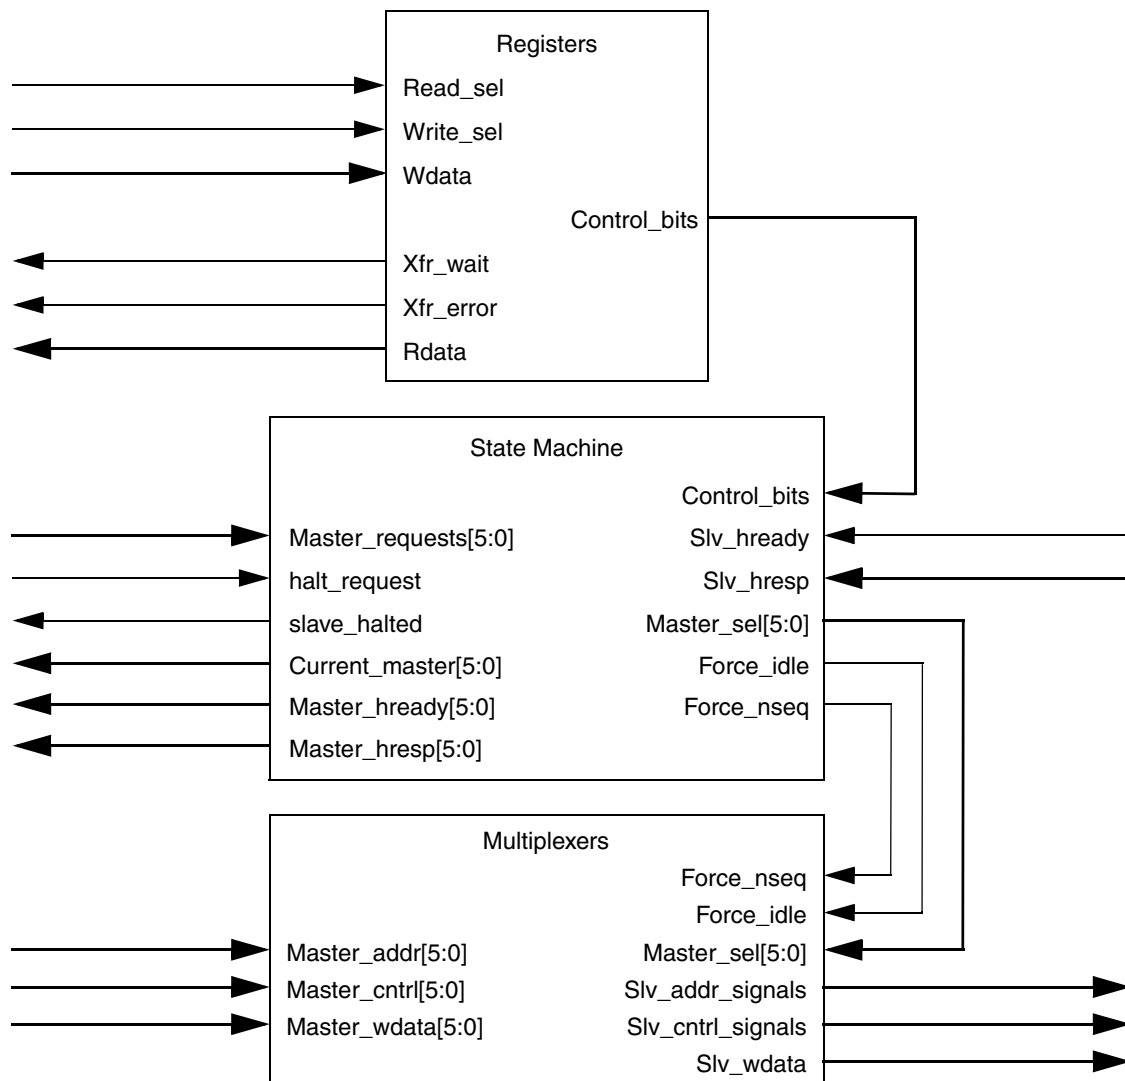 Registers
Read_sel
Write_sel
Wdata
Control_bits
Xfr_wait
Xfr_error
Rdata
State Machine
Control_bits
Master_requests[5:0]
Slv_hready
halt_request
Slv_hresp
slave_halted
Master_sel[5:0]
Current_master[5:0]
Force_idle
Master_hready[5:0]
Force_nseq
Master_hresp[5:0]
Multiplexers
Force_nseq
Force_idle
Master_addr[5:0]
Master_sel[5:0]
Master_cntrl[5:0]
Slv_addr_signals
Master_wdata[5:0]
Slv_cntrl_signals
Slv_wdata